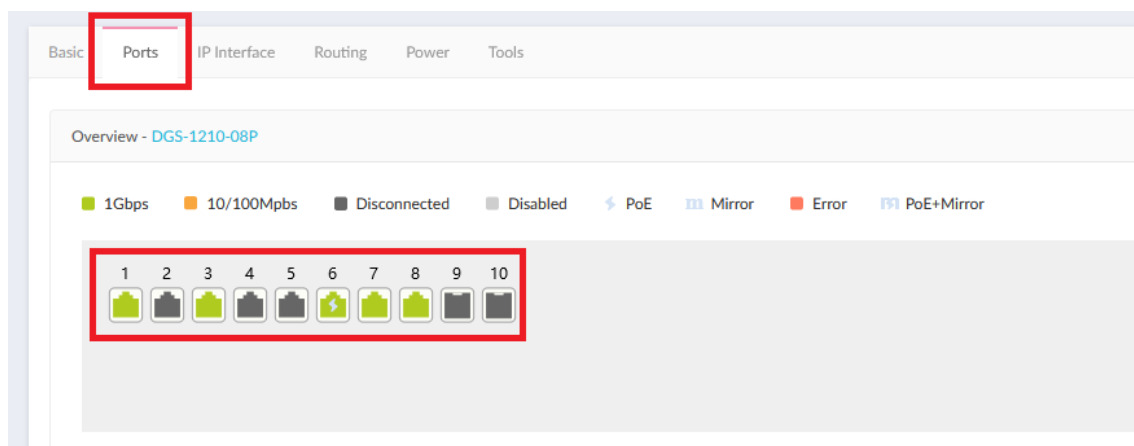 Basic Ports IP Interface Routing Power Tools
Overview - DGS-1210-08P
1Gbps 10/100Mpbs Disconnected Disabled PoE m Mirror Error PoE+Mirror
1 2 3 4 5 6 7 8 9 10